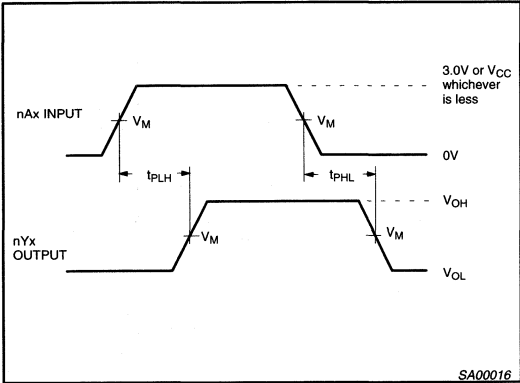 3.0V or VCC
whichever
is less
nAx INPUT
VM
VM
0V
tPLH
tPHL
VOH
nYx
OUTPUT
VM
VM
VOL
SA00016